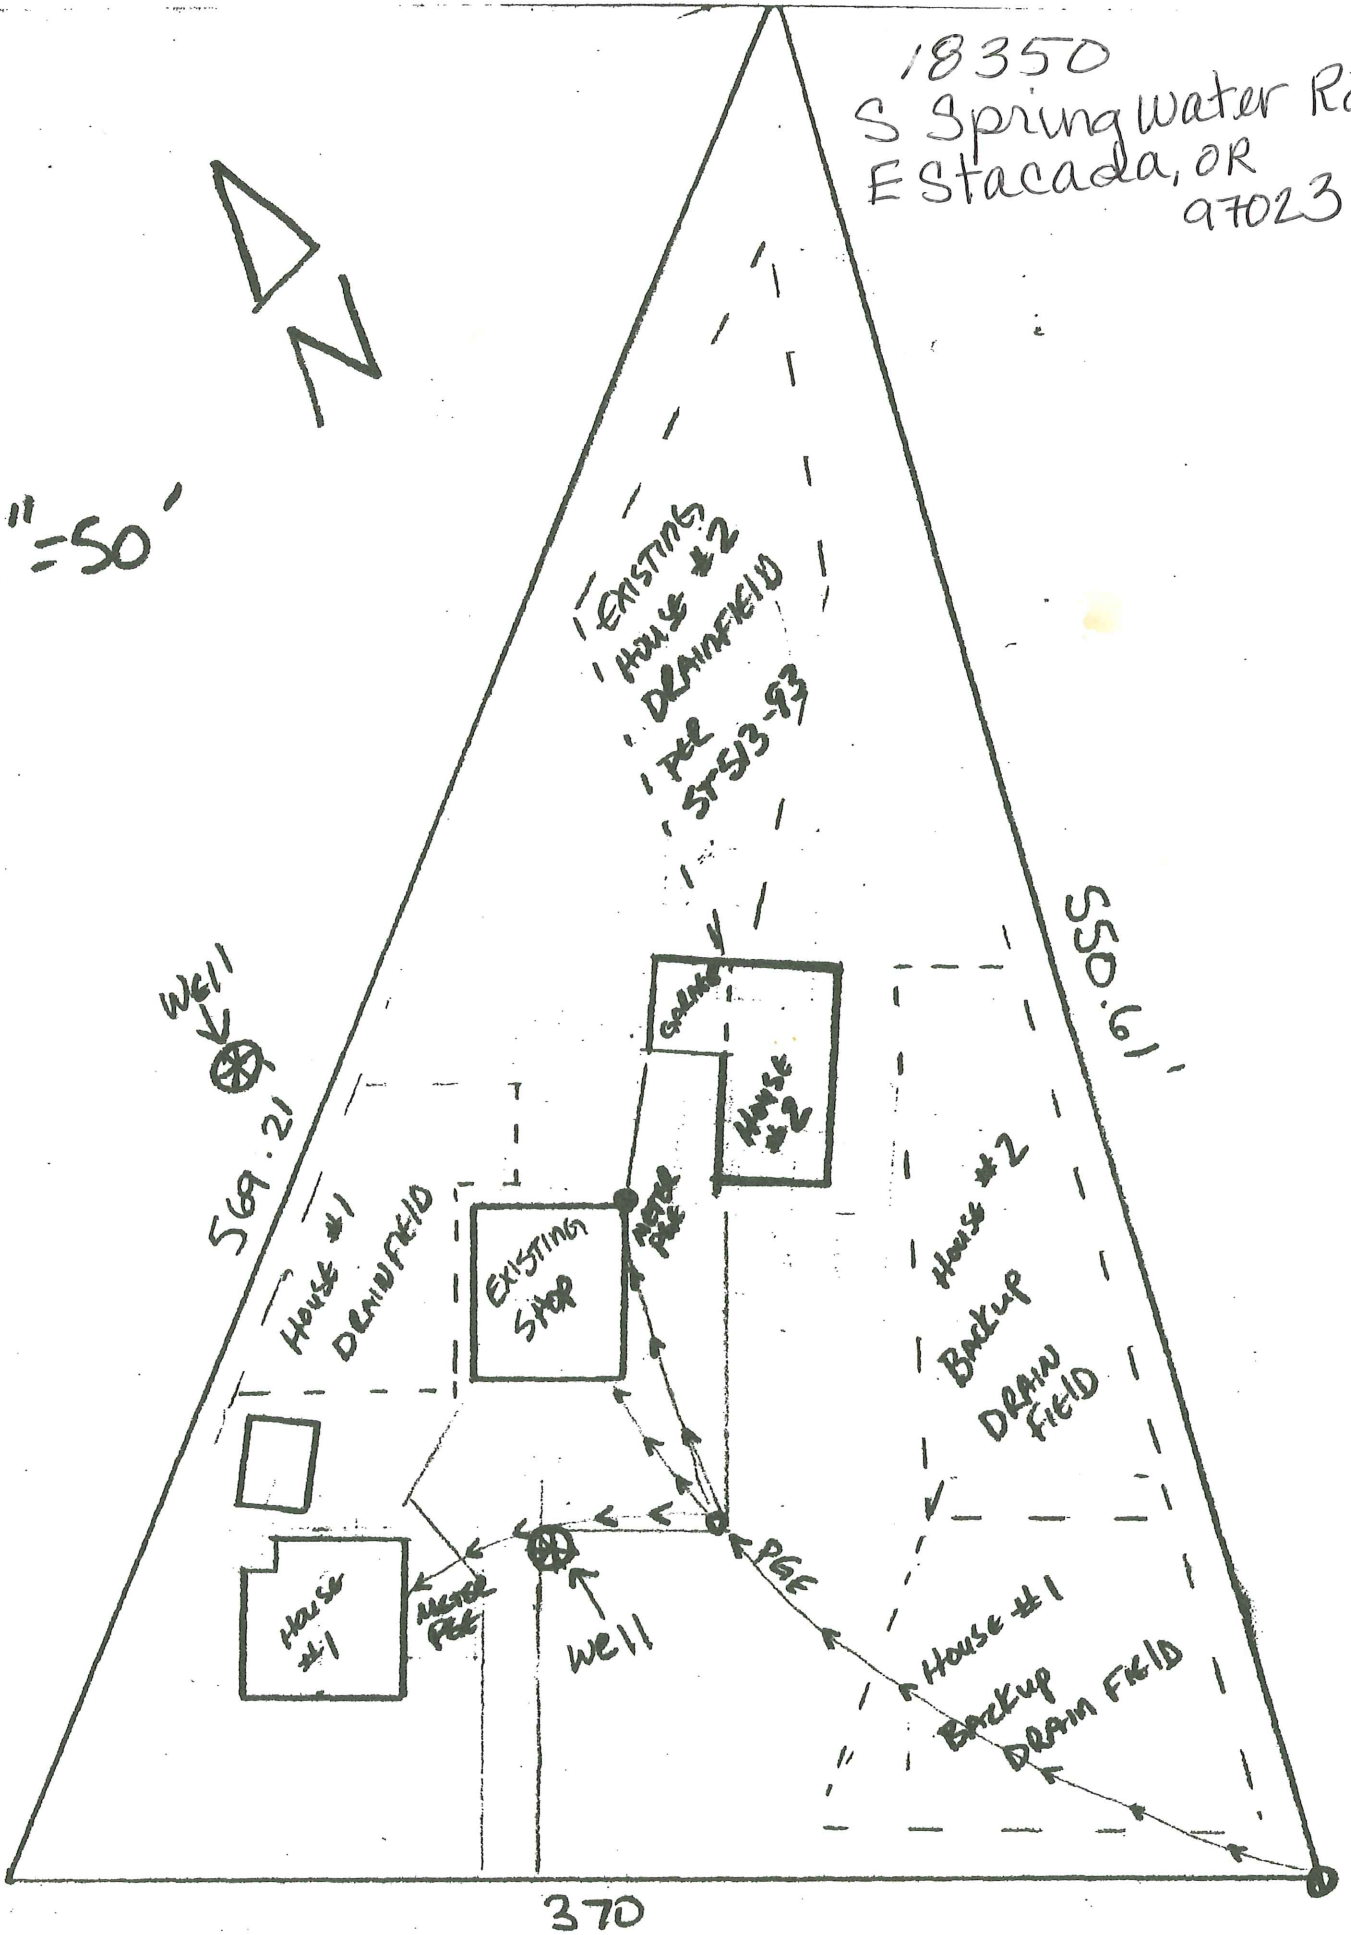 18350
S Springwater Rd
EStacada, OR
97023
N
"=50'
EXISTING
HOUSE #2
DRAINFIELD
PER
ST513-93
WEll
550.61'
569.21
GARAGE
HOUSE
#2
METER
PGE
HOUSE #1
DRAINFIELD
EXISTING
SHOP
HOUSE #2
BACKUP
DRAIN
FIELD
PGE
HOUSE
#1
METER
PGE
WEll
HOUSE #1
BACKUP
DRAIN FIELD
370